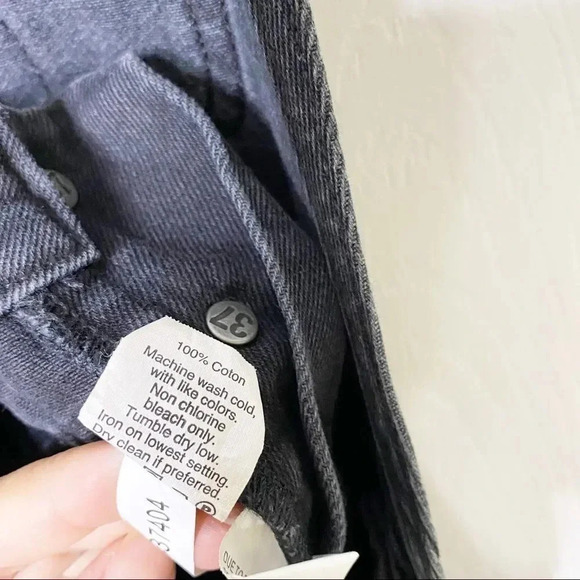 37
100% Coton
Machine wash cold,
with like colors.
Non chlorine
bleach only.
Tumble dry low.
Iron on lowest setting.
Dry clean if preferred.
®
37404